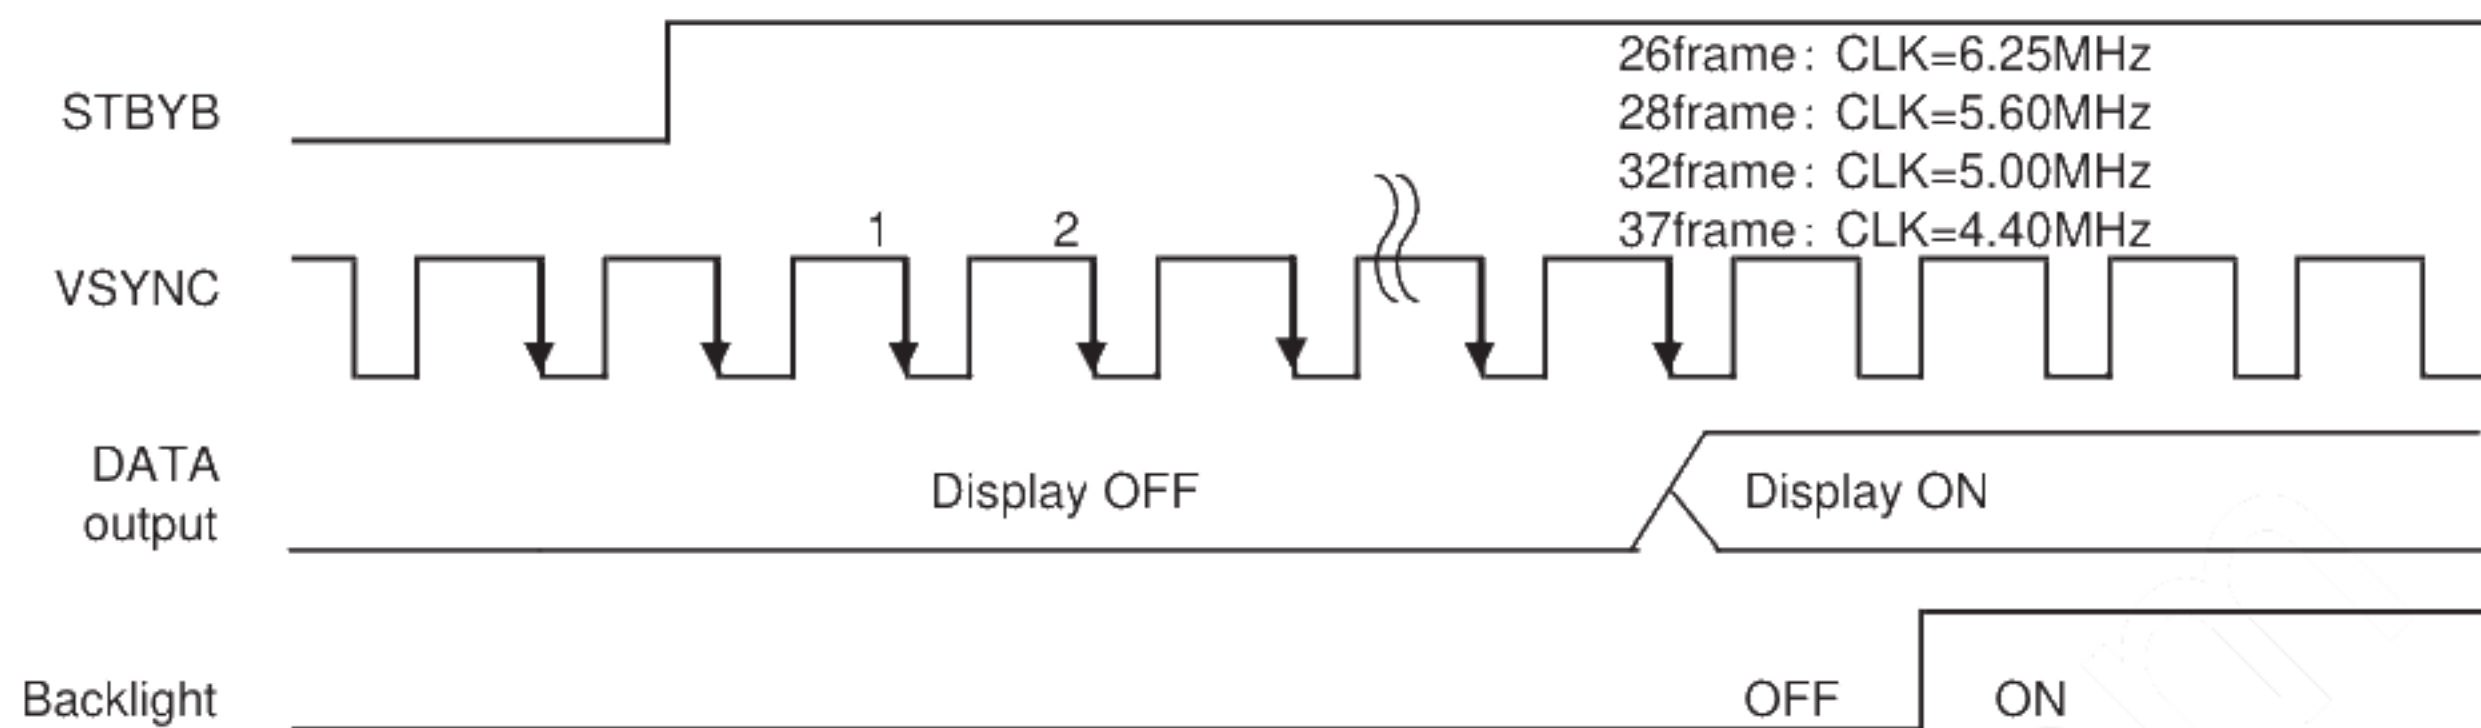 26frame: CLK=6.25MHz
STBYB
28frame: CLK=5.60MHz
32frame: CLK=5.00MHz
1 2 37frame: CLK=4.40MHz
VSYNC
DATA
output
Display OFF Display ON
Backlight OFF ON